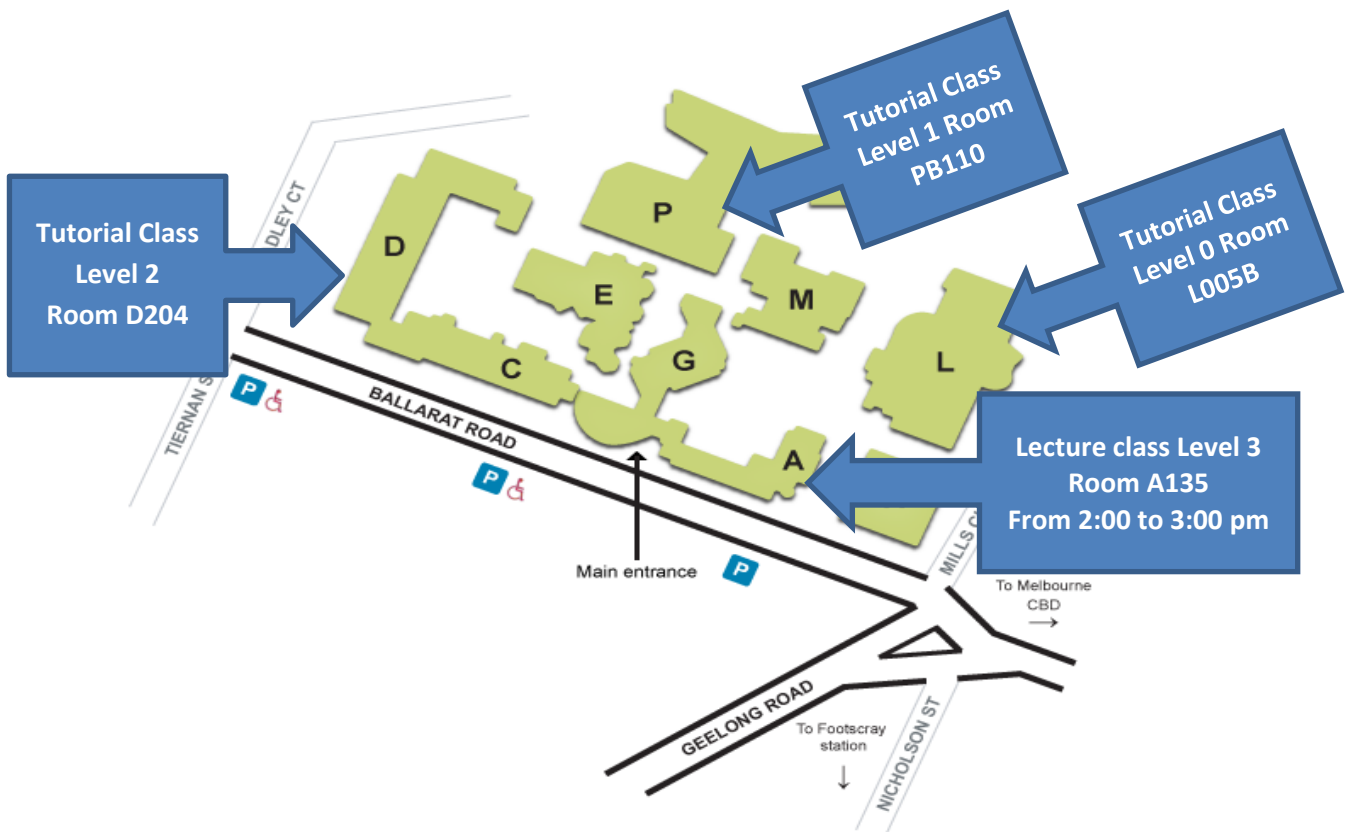 Tutorial Class
Level 1 Room
PB110
Tutorial Class
Level 0 Room
L005B
Tutorial Class
Level 2
Room D204
DLEY CT
P
D
E
M
G
L
C
A
Lecture class Level 3
Room A135
From 2:00 to 3:00 pm
TIERNAN S
P
BALLARAT ROAD
P
P
Main entrance
MILLS C
To Melbourne
CBD
GEELONG ROAD
To Footscray
station
NICHOLSON ST